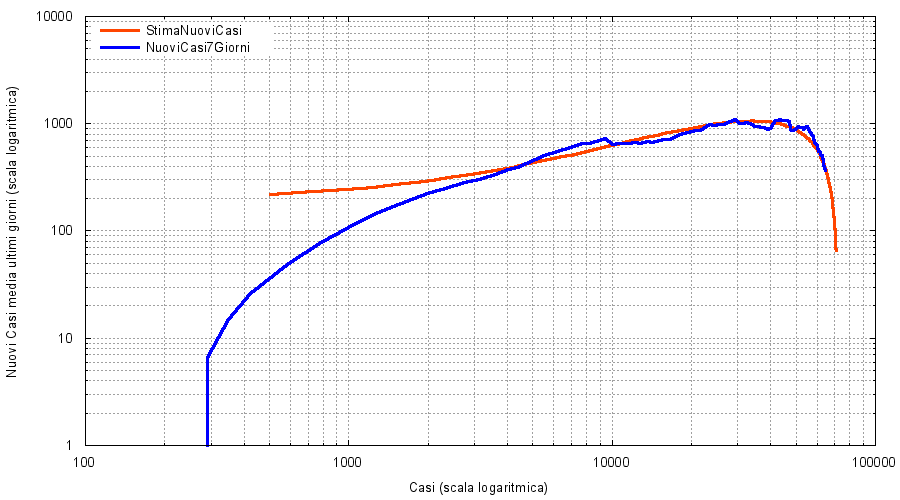 10000
StimaNuoviCasi
NuoviCasi7Giorni
1000
100
10
1
Nuovi Casi media ultimi giorni (scala logaritmica)
100 1000 10000 100000
Casi (scala logaritmica)